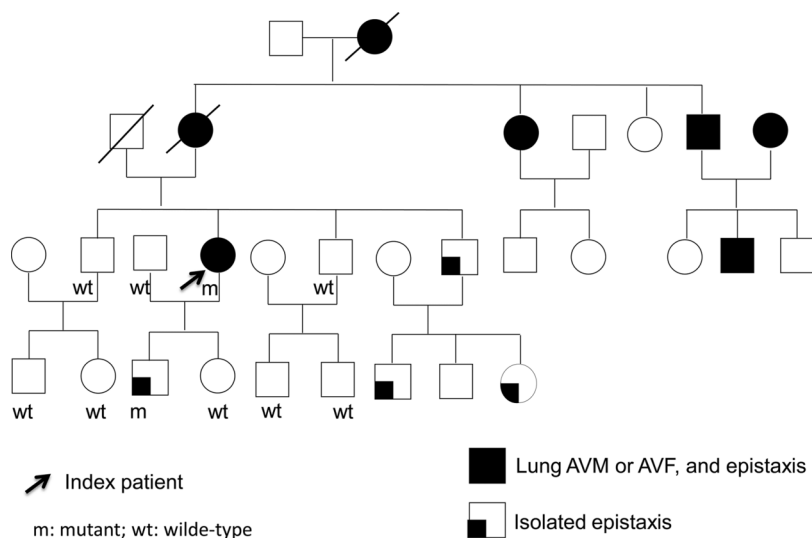 wt wt m wt
wt wt m wt wt wt
Index patient
m: mutant; wt: wilde-type
Lung AVM or AVF, and epistaxis
Isolated epistaxis